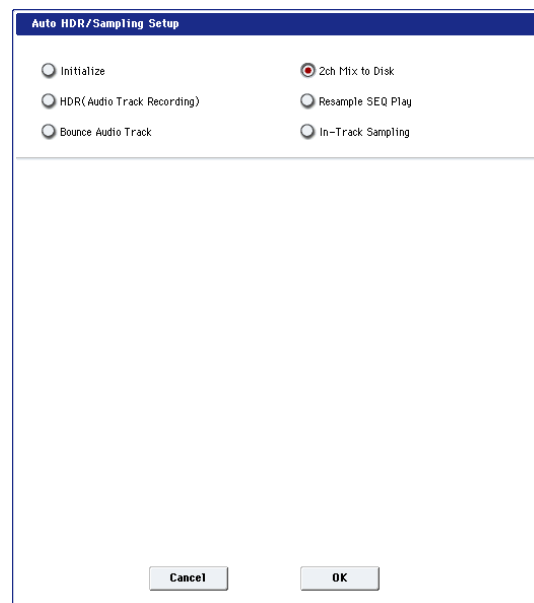 Auto HDR/Sampling Setup
Initialize
2ch Mix to Disk
HDR(Audio Track Recording)
Resample SEQ Play
Bounce Audio Track
In-Track Sampling
Cancel
OK